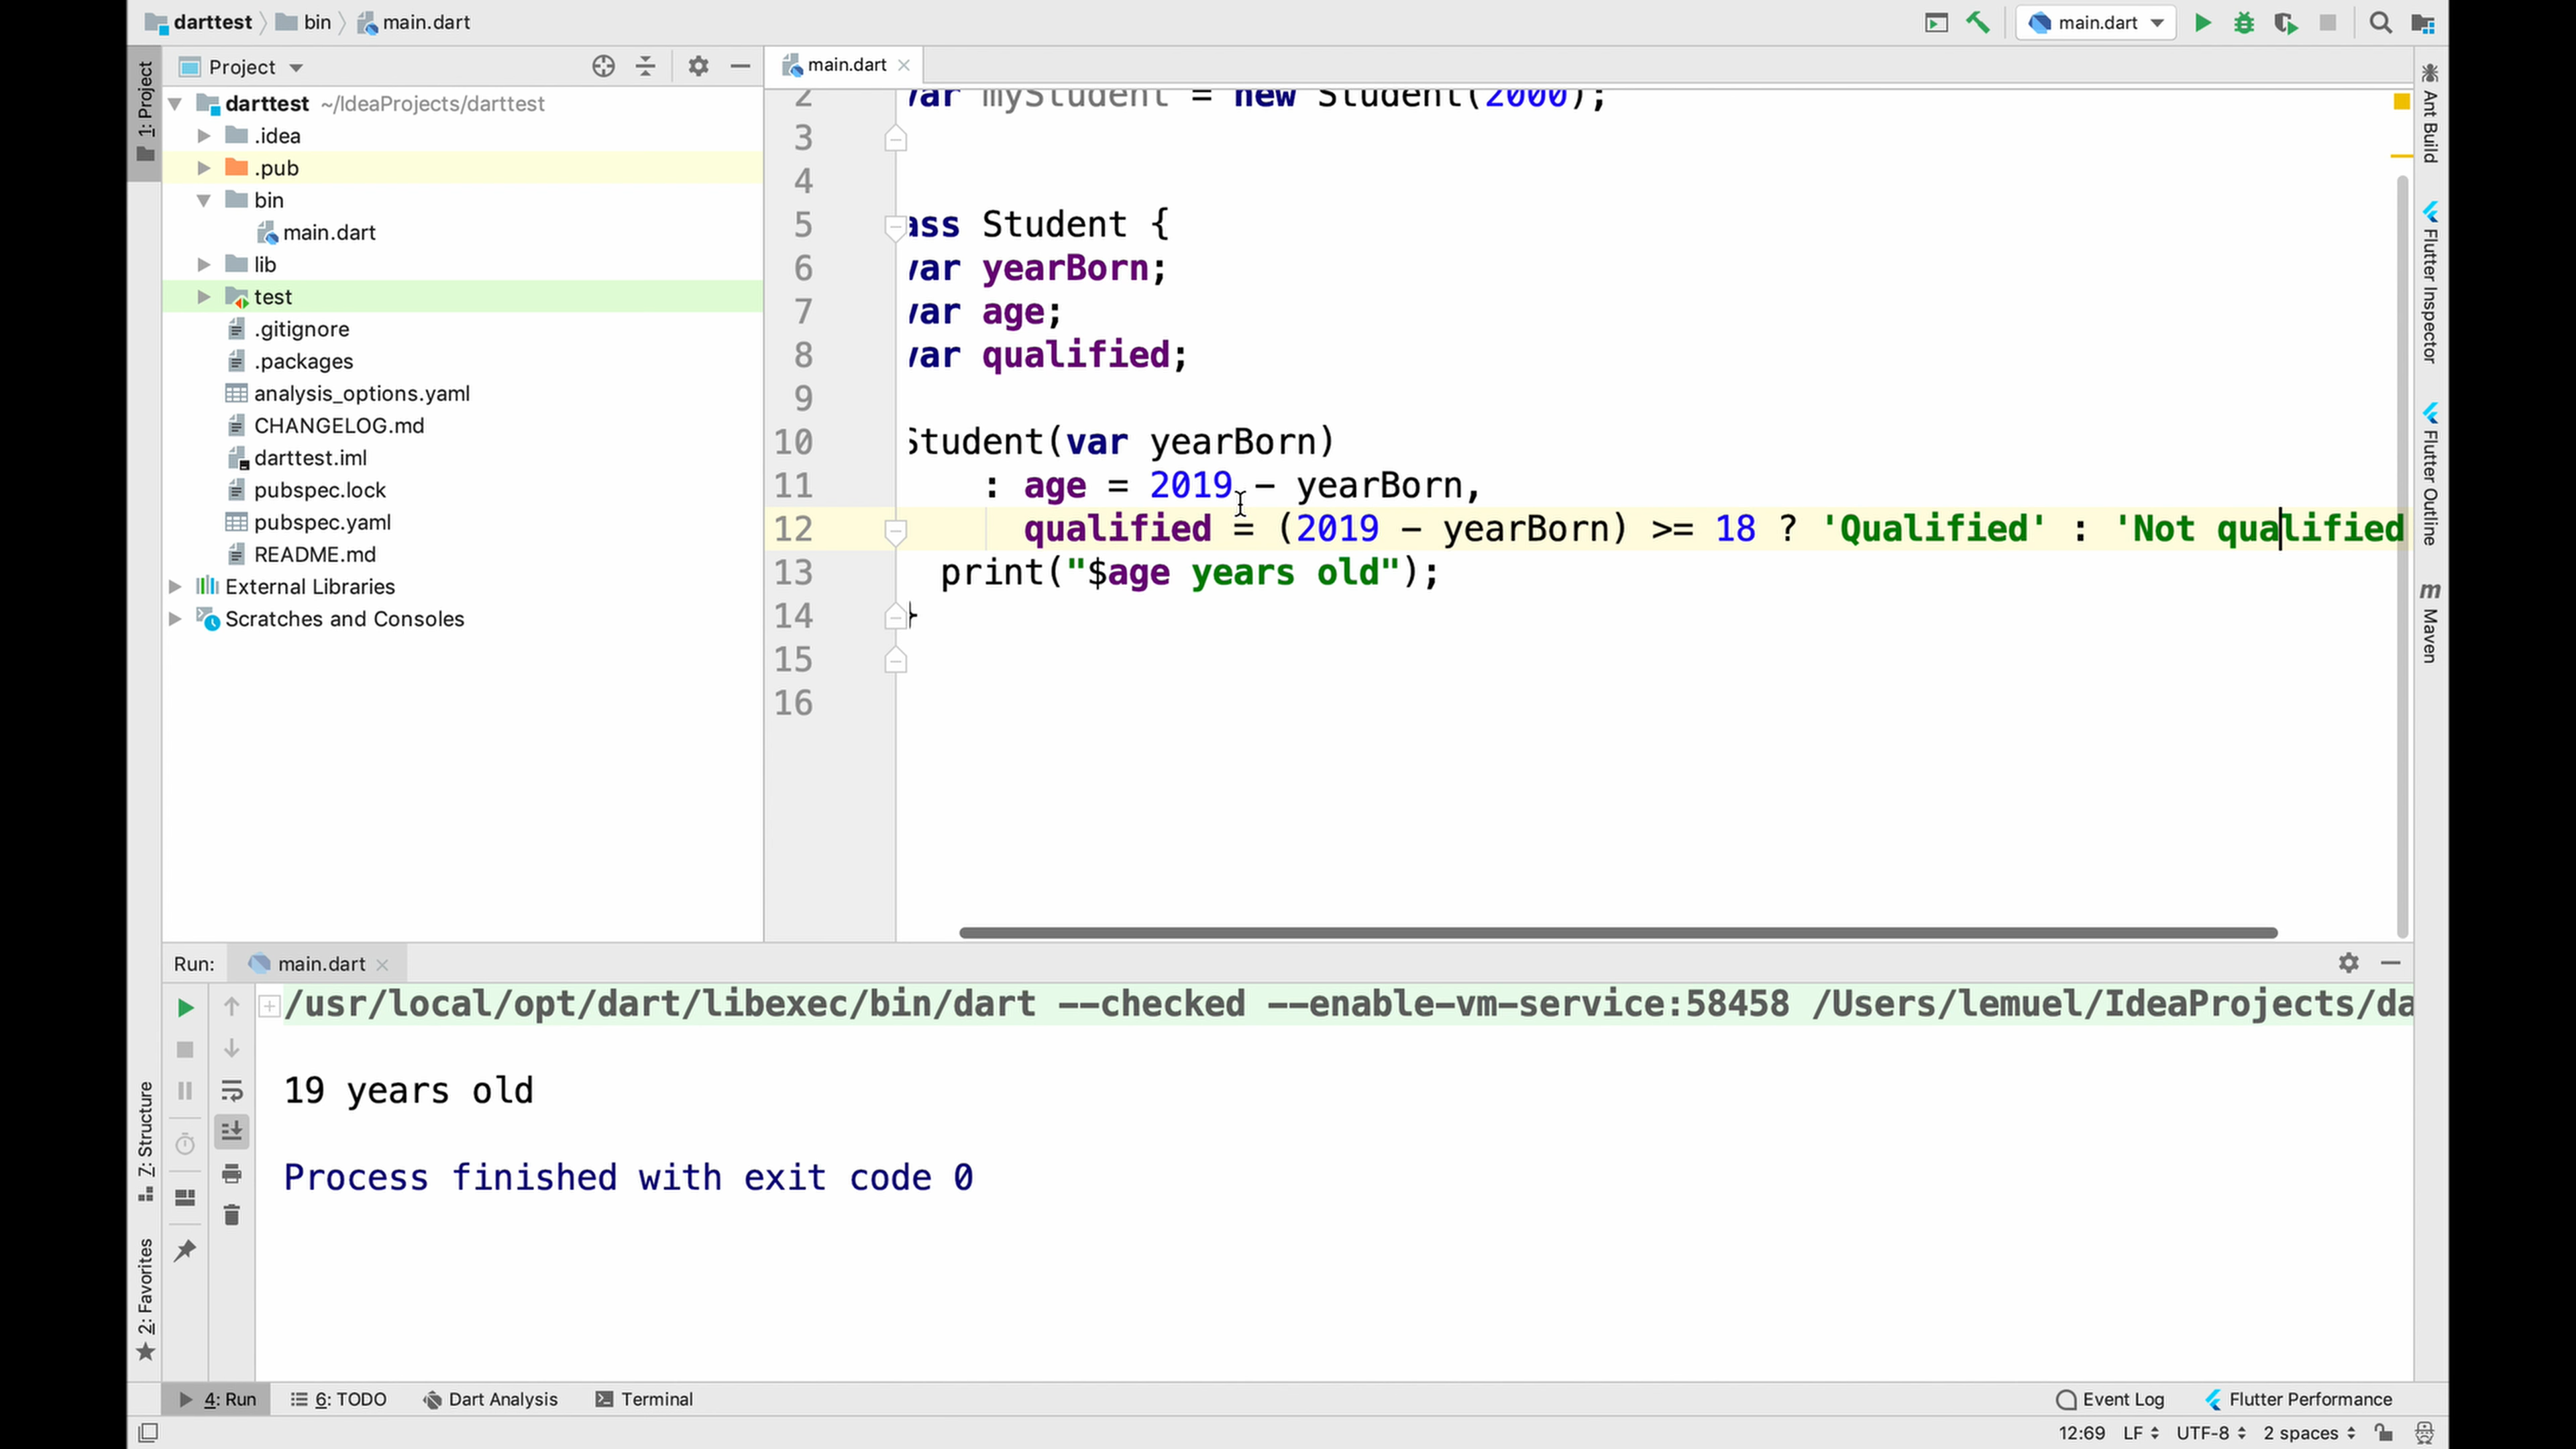 darttest bin main.dart
main.dart
1: Project
Project
main.dart
darttest ~/IdeaProjects/darttest
.idea
.pub
bin
main.dart
lib
test
.gitignore
.packages
analysis_options.yaml
CHANGELOG.md
darttest.iml
pubspec.lock
pubspec.yaml
README.md
External Libraries
Scratches and Consoles
2 var myStudent = new Student(2000);
3
4
5 ass Student {
6 var yearBorn;
7 var age;
8 var qualified;
9
10 Student(var yearBorn)
11 : age = 2019 - yearBorn,
12 qualified = (2019 - yearBorn) >= 18 ? 'Qualified' : 'Not qualified
13 print("$age years old");
14 }
15
16
Ant Build
Flutter Inspector
Flutter Outline
m Maven
Run: main.dart
/usr/local/opt/dart/libexec/bin/dart --checked --enable-vm-service:58458 /Users/lemuel/IdeaProjects/da
19 years old
Process finished with exit code 0
Z: Structure
2: Favorites
4: Run 6: TODO Dart Analysis Terminal
Event Log Flutter Performance
12:69 LF UTF-8 2 spaces